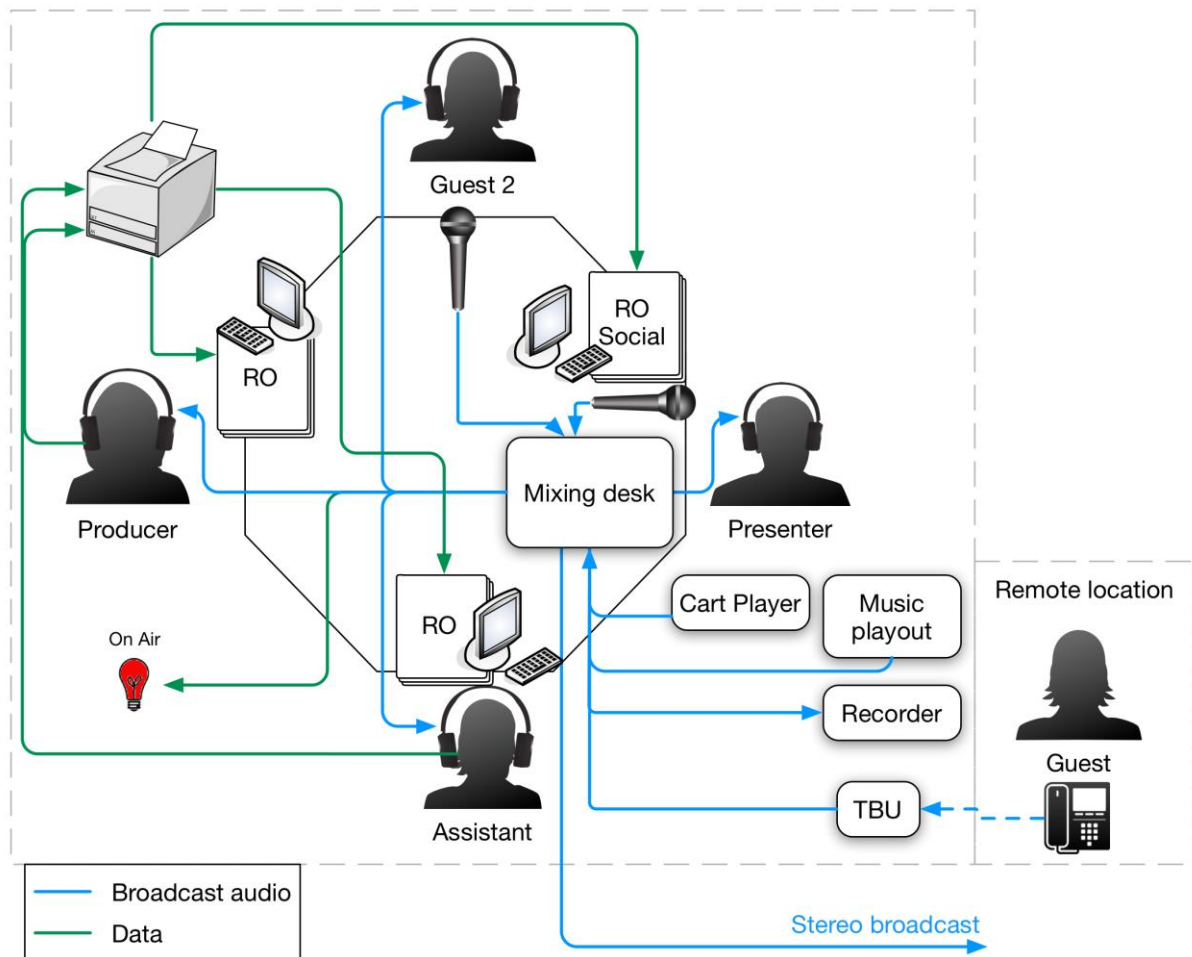 Guest 2
RO
Social
RO
Mixing desk
Producer
Presenter
Cart Player
Music
playout
Remote location
RO
On Air
Recorder
Guest
TBU
Assistant
Broadcast audio
Data
Stereo broadcast